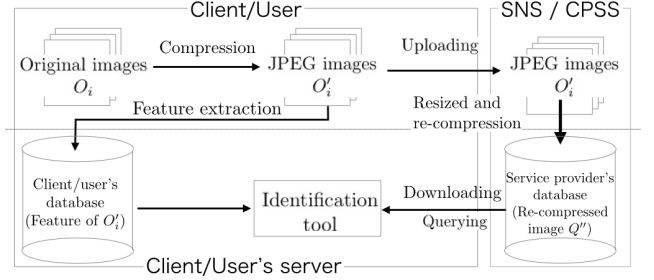 Client/User
SNS / CPSS
Original images
O_i
Compression
JPEG images
O'_i
Uploading
JPEG images
O'_i
Feature extraction
Resized and
re-compression
Client/user's
database
(Feature of O'_i)
Identification
tool
Downloading
Querying
Service provider's
database
(Re-compressed
image Q'')
Client/User's server